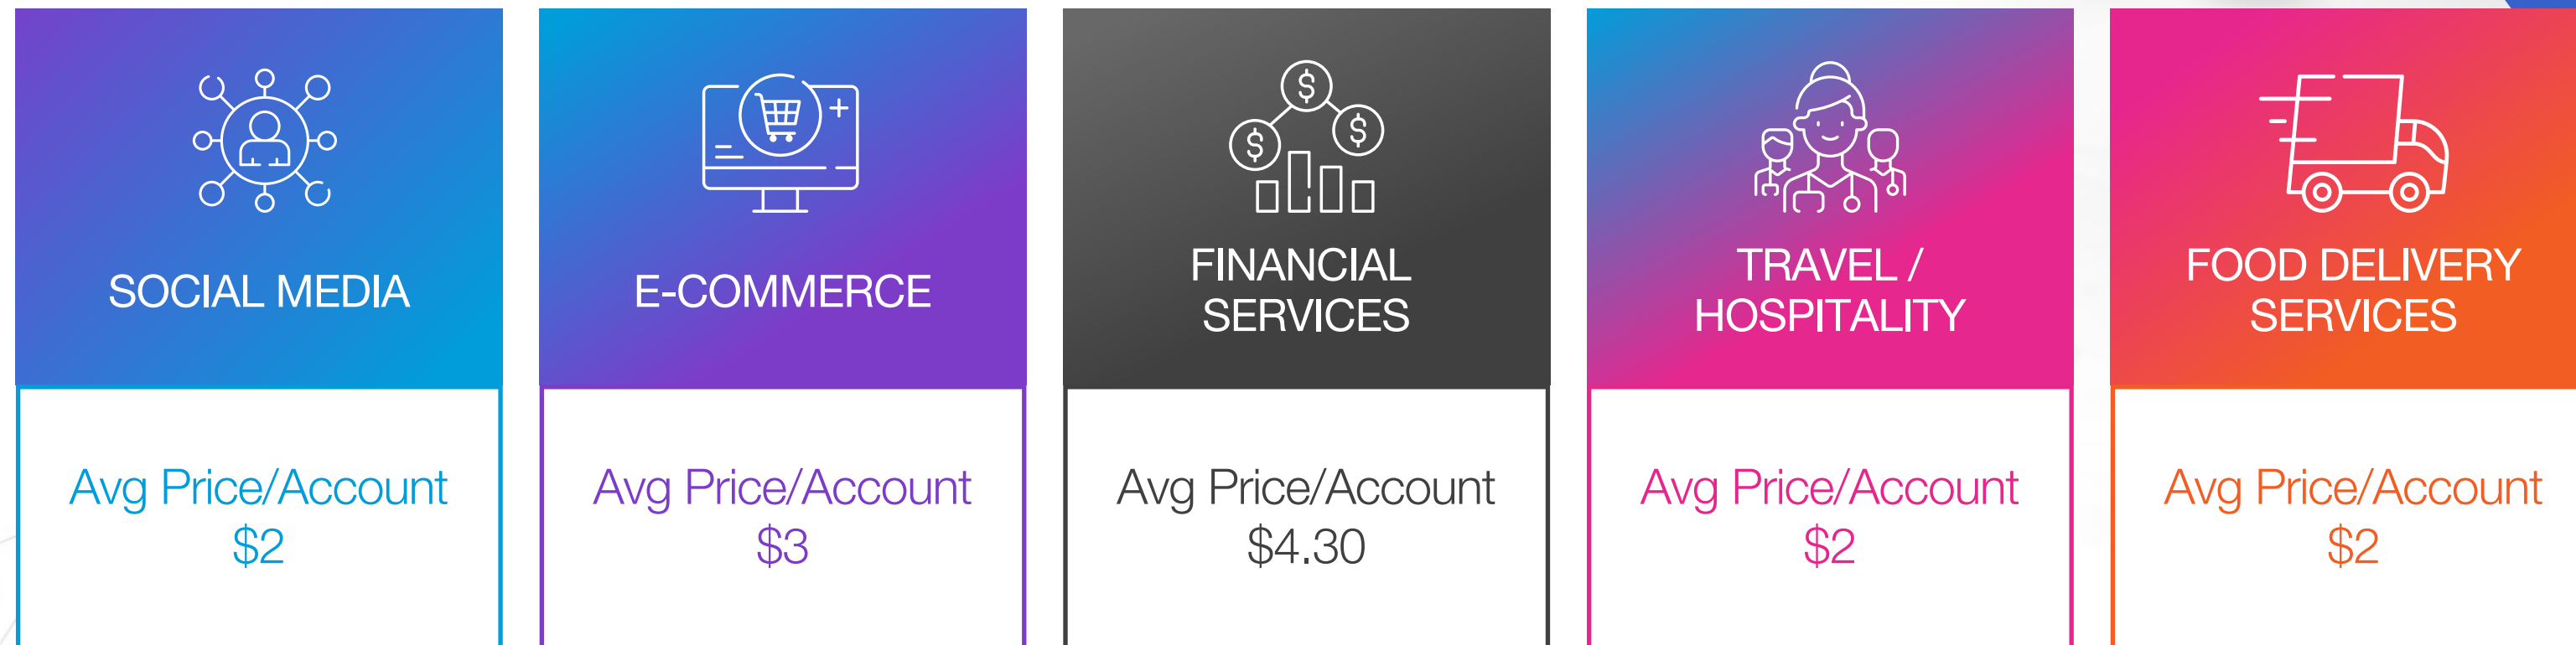 SOCIAL MEDIA
Avg Price/Account
$2
E-COMMERCE
Avg Price/Account
$3
FINANCIAL
SERVICES
Avg Price/Account
$4.30
TRAVEL /
HOSPITALITY
Avg Price/Account
$2
FOOD DELIVERY
SERVICES
Avg Price/Account
$2